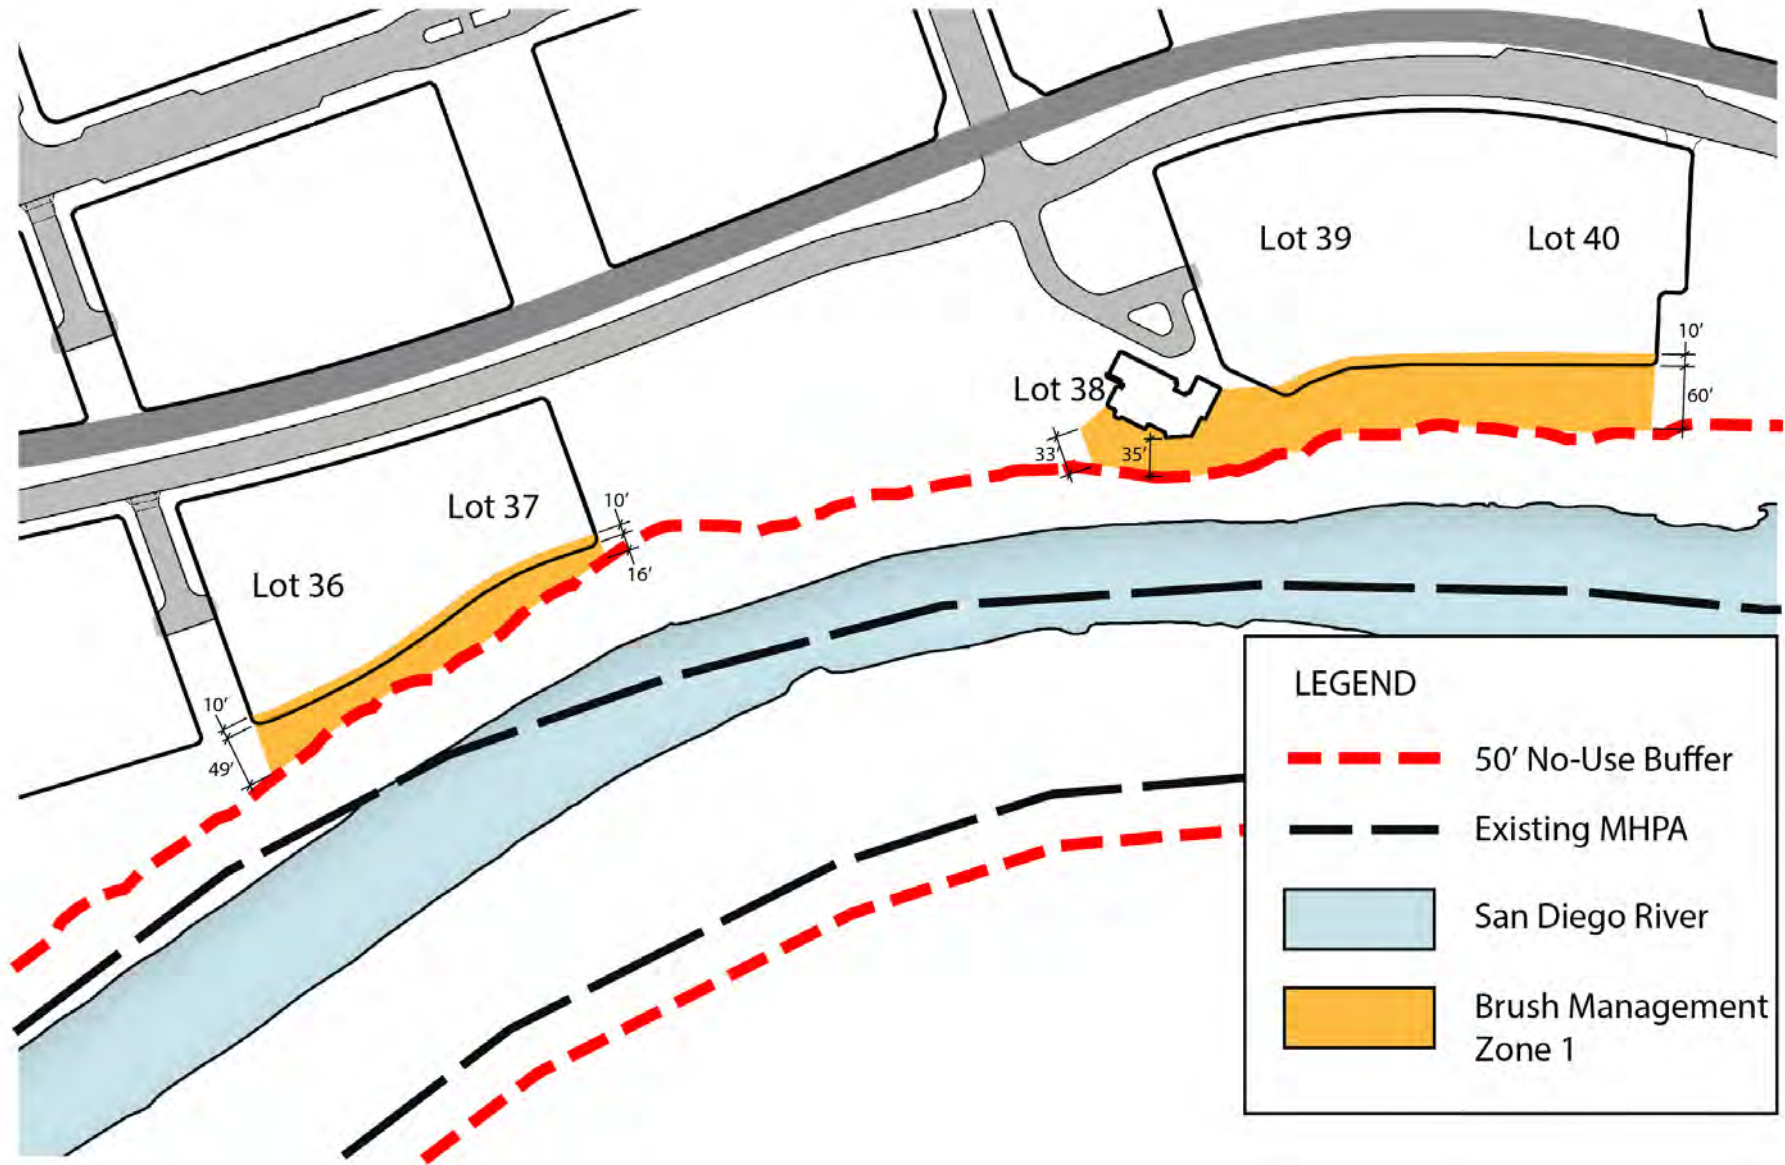 Lot 39
Lot 40
10'
60'
Lot 38
33'
35'
Lot 37
10'
16'
Lot 36
10'
49'
LEGEND
50' No-Use Buffer
Existing MHPA
San Diego River
Brush Management
Zone 1